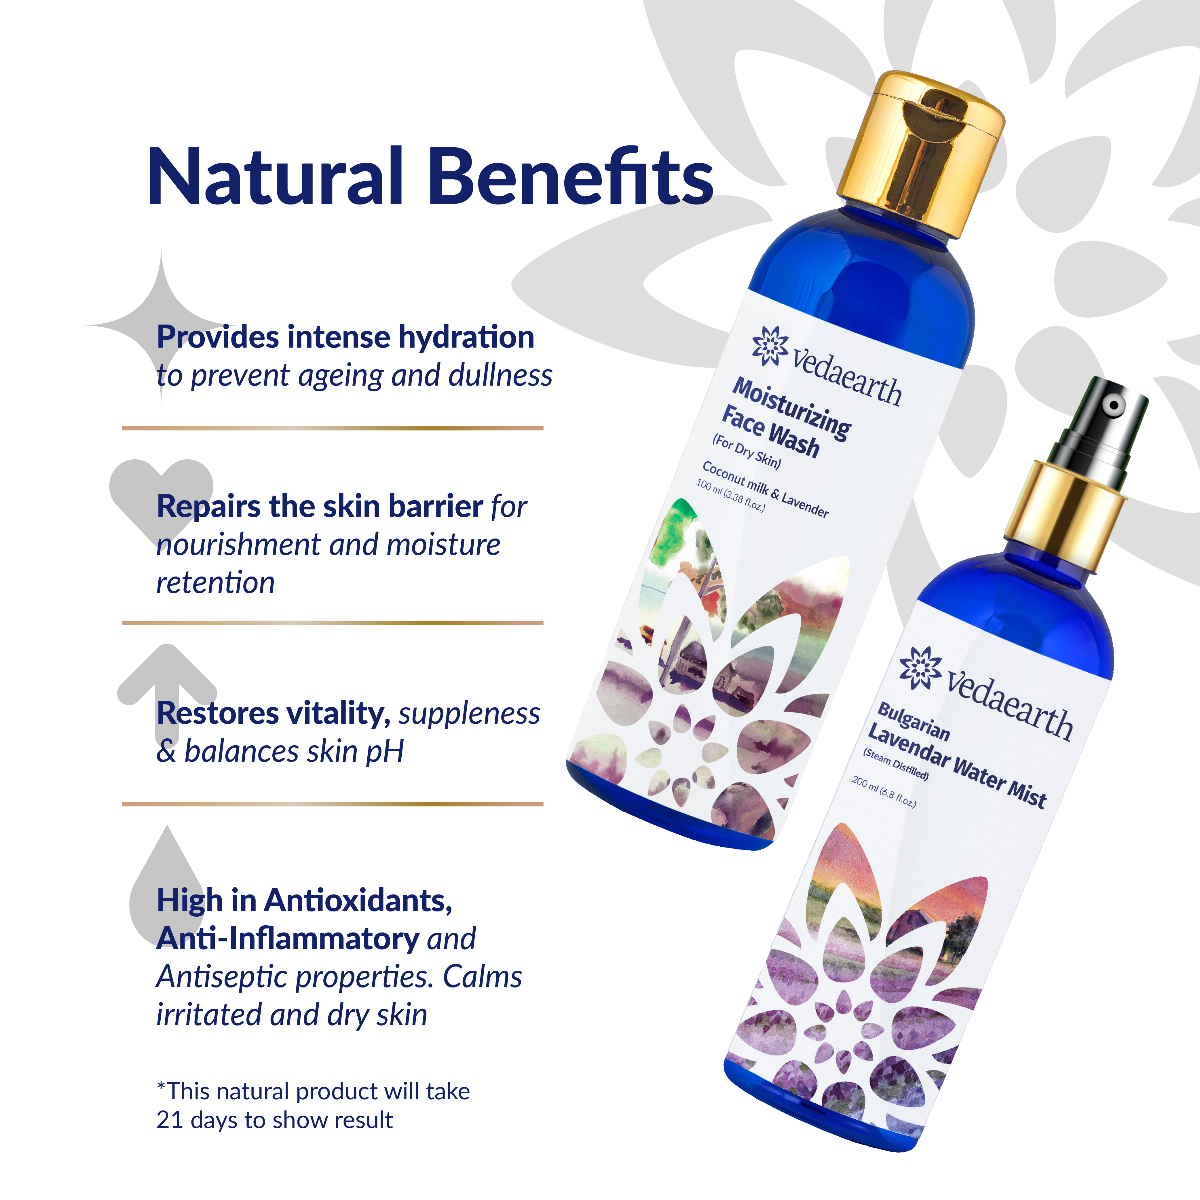 Natural Benefits
Provides intense hydration
to prevent ageing and dullness
Repairs the skin barrier for
nourishment and moisture
retention
Restores vitality, suppleness
& balances skin pH
High in Antioxidants,
Anti-Inflammatory and
Antiseptic properties. Calms
irritated and dry skin
*This natural product will take
21 days to show result
vedaearth
Moisturizing
Face Wash
(For Dry Skin)
Coconut milk & Lavender
100 ml (3.38 fl.oz.)
vedaearth
Bulgarian
Lavendar Water Mist
(Steam Distilled)
200 ml (6.8 fl.oz.)